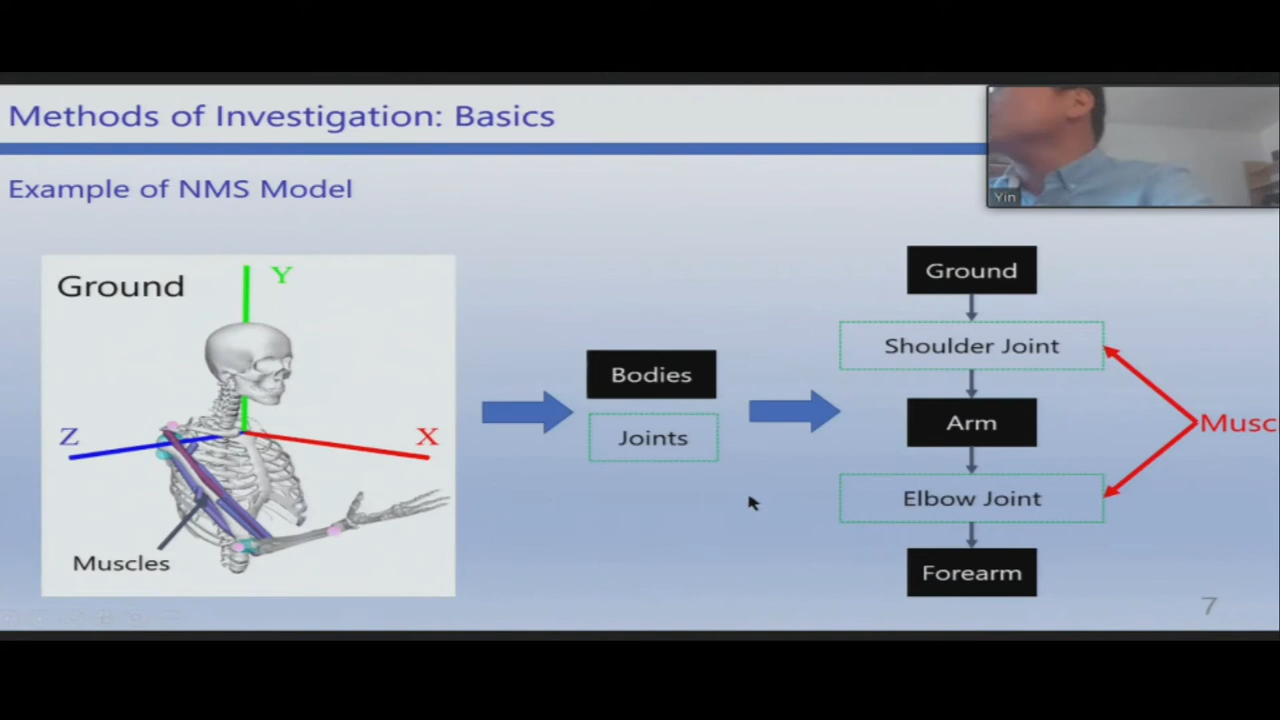 Methods of Investigation: Basics
Yin
Example of NMS Model
Ground
Y
Z
X
Muscles
Bodies
Joints
Ground
Shoulder Joint
Arm
Elbow Joint
Forearm
Musc
7